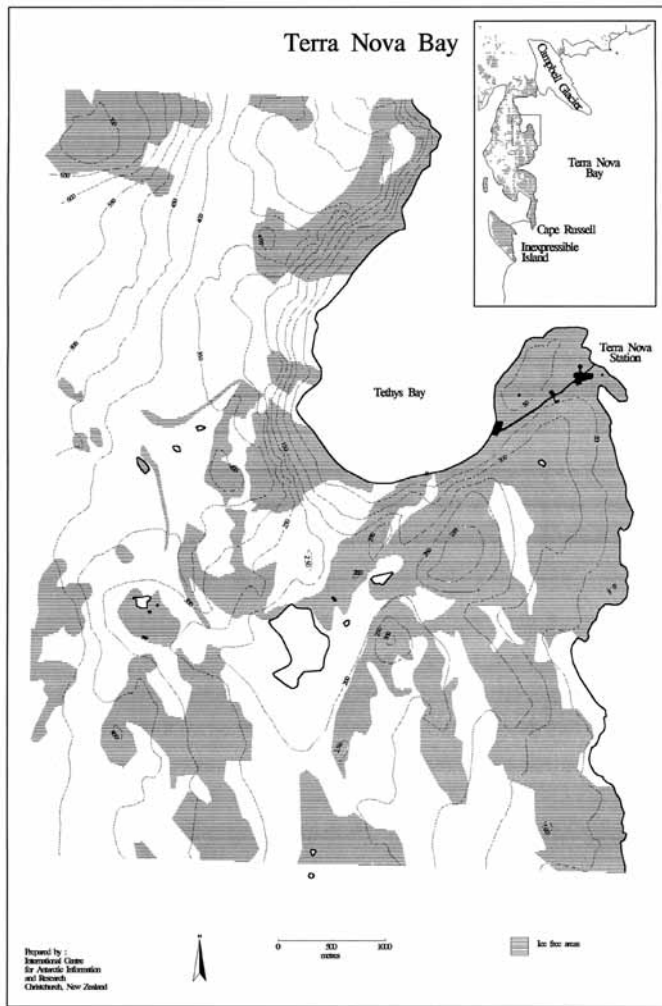 Terra Nova Bay
Campbell Glacier
Terra Nova
Bay
Cape Russell
Inexpressible
Island
Terra Nova
Station
Tethys Bay
Prepared by :
International Centre
for Antarctic Information
and Research
Christchurch, New Zealand
0 500 1000
metres
Ice free areas